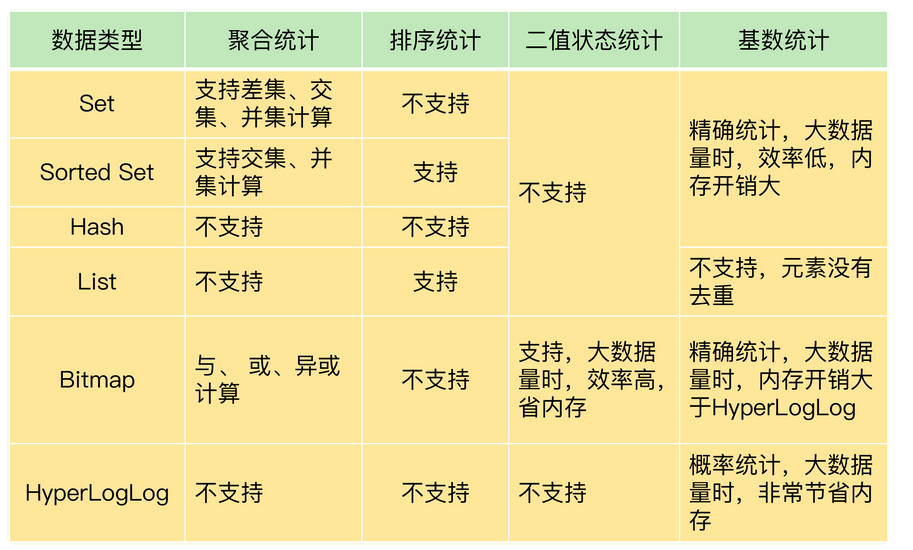 数据类型
聚合统计
排序统计
二值状态统计
基数统计
Set
支持差集、交
集、并集计算
不支持
不支持
精确统计，大数据
量时，效率低，内
存开销大
Sorted Set
支持交集、并
集计算
支持
Hash
不支持
不支持
List
不支持
支持
不支持，元素没有
去重
Bitmap
与、 或、异或
计算
不支持
支持，大数据
量时，效率高，
省内存
精确统计，大数据
量时，内存开销大
于HyperLogLog
HyperLogLog
不支持
不支持
不支持
概率统计，大数据
量时，非常节省内
存